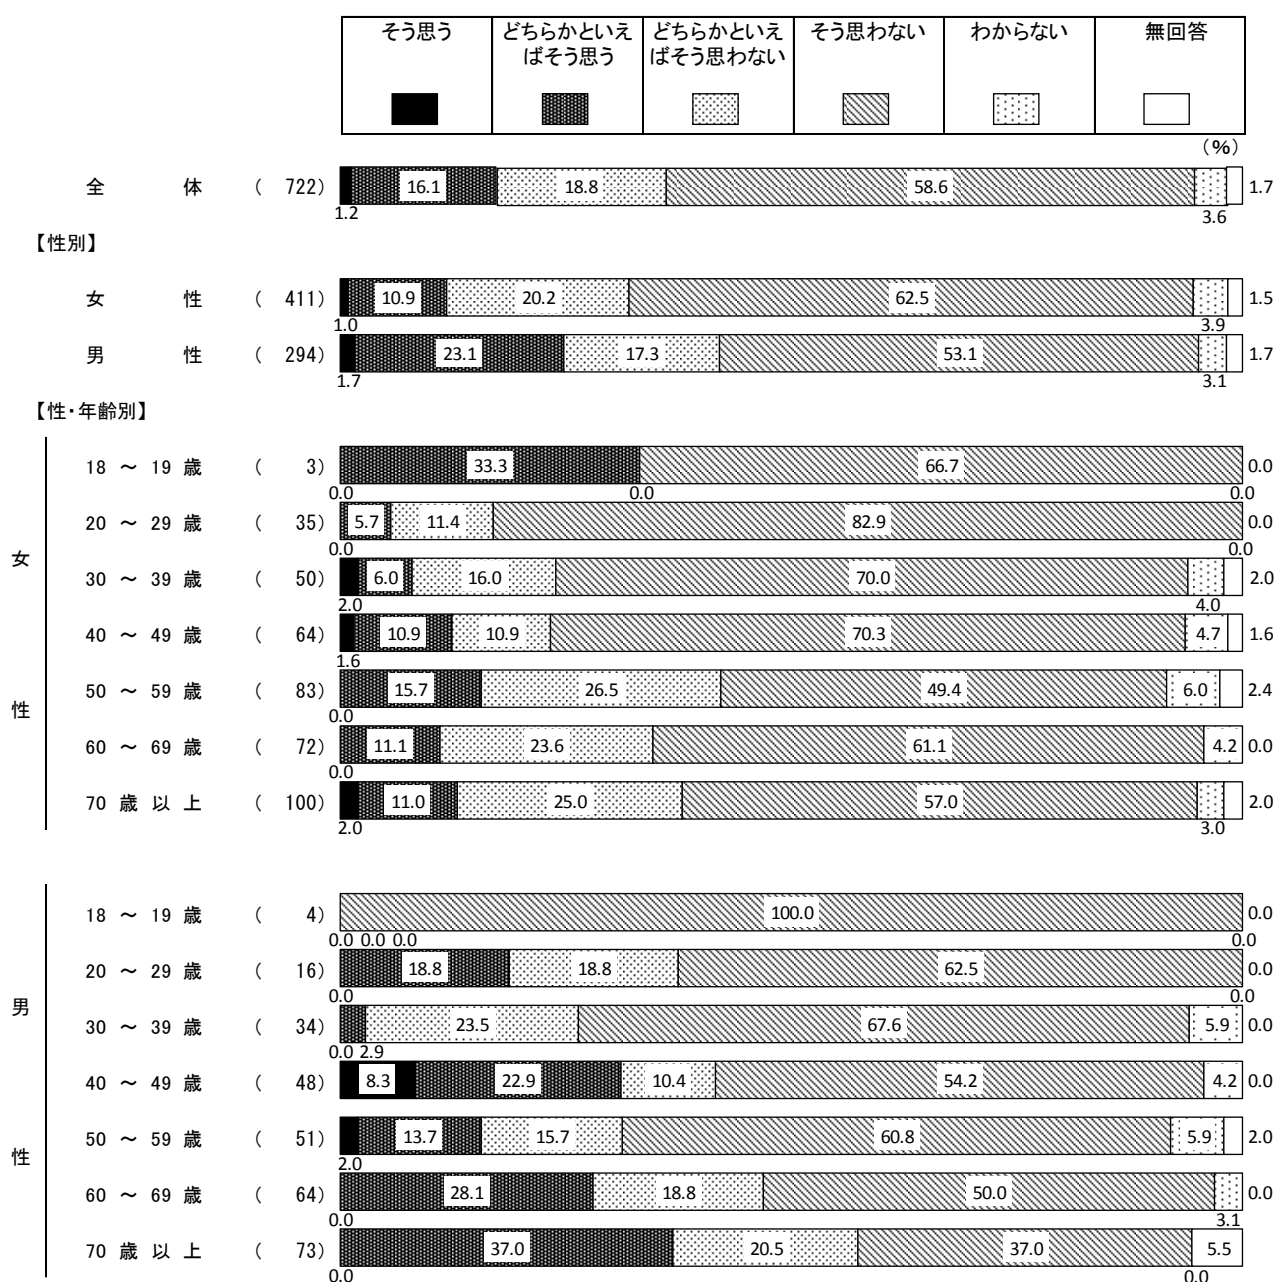 そう思う どちらかといえ どちらかといえ そう思わない わからない 無回答
ばそう思う ばそう思わない
(%)
全 体 ( 722) 16.1 18.8 58.6 1.7
1.2 3.6
【性別】
女 性 ( 411) 10.9 20.2 62.5 1.5
1.0 3.9
男 性 ( 294) 23.1 17.3 53.1 1.7
1.7 3.1
【性・年齢別】
18 ~ 19 歳 ( 3) 33.3 66.7 0.0
0.0 0.0 0.0
20 ~ 29 歳 ( 35) 5.7 11.4 82.9 0.0
0.0 0.0
女
30 ~ 39 歳 ( 50) 6.0 16.0 70.0 2.0
2.0 4.0
40 ~ 49 歳 ( 64) 10.9 10.9 70.3 4.7 1.6
1.6
50 ~ 59 歳 ( 83) 15.7 26.5 49.4 6.0 2.4
性
0.0
60 ~ 69 歳 ( 72) 11.1 23.6 61.1 4.2 0.0
0.0
70 歳 以 上 ( 100) 11.0 25.0 57.0 2.0
2.0 3.0
18 ~ 19 歳 ( 4) 100.0 0.0
0.0 0.0 0.0 0.0
20 ~ 29 歳 ( 16) 18.8 18.8 62.5 0.0
0.0 0.0
男
30 ~ 39 歳 ( 34) 23.5 67.6 5.9 0.0
0.0 2.9
40 ~ 49 歳 ( 48) 8.3 22.9 10.4 54.2 4.2 0.0
50 ~ 59 歳 ( 51) 13.7 15.7 60.8 5.9 2.0
性
2.0
60 ~ 69 歳 ( 64) 28.1 18.8 50.0 0.0
0.0 3.1
70 歳 以 上 ( 73) 37.0 20.5 37.0 5.5
0.0 0.0